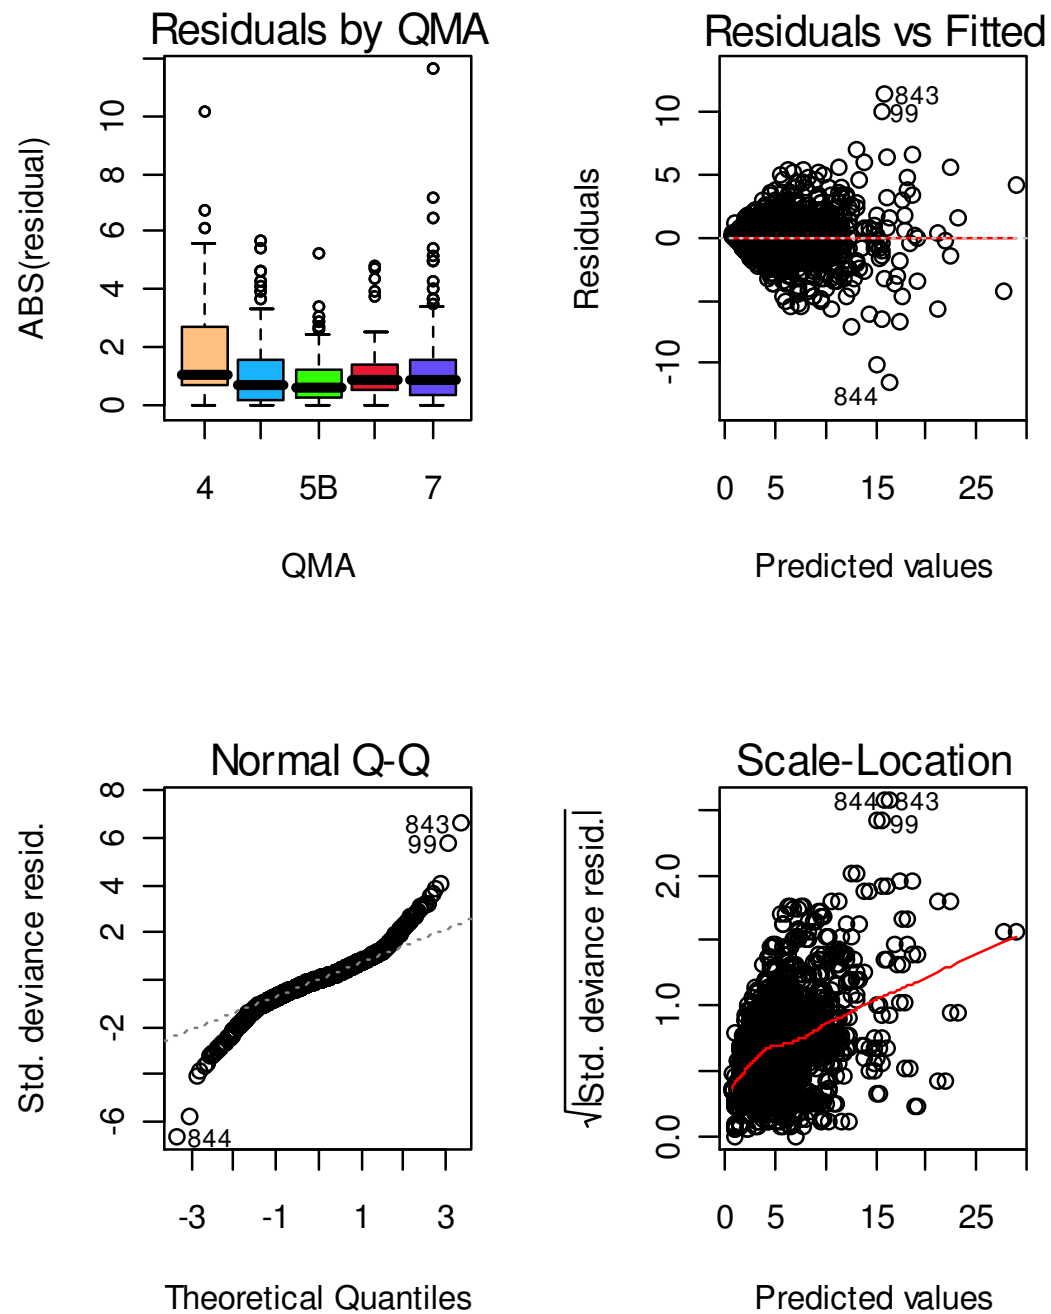 Residuals by QMA
ABS(residual)
0 2 4 6 8 10
4 5B 7
QMA
Residuals vs Fitted
Residuals
-10 0 5 10
843
99
844
0 5 15 25
Predicted values
Normal Q-Q
Std. deviance resid.
-6 -2 2 4 6 8
843
99
844
-3 -1 1 3
Theoretical Quantiles
Scale-Location
√|Std. deviance resid.|
0.0 1.0 2.0
844 843
99
0 5 15 25
Predicted values